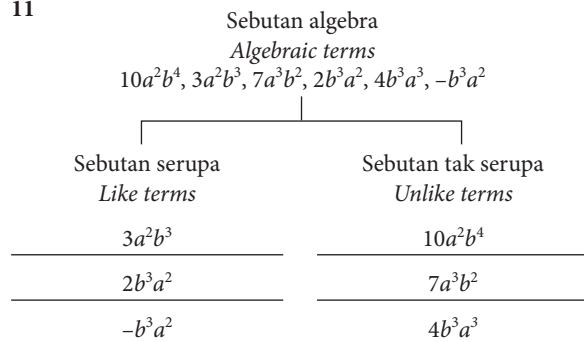 11
Sebutan algebra
Algebraic terms
10a²b⁴, 3a²b³, 7a³b², 2b³a², 4b³a³, –b³a²
Sebutan serupa
Like terms
3a²b³
2b³a²
–b³a²
Sebutan tak serupa
Unlike terms
10a²b⁴
7a³b²
4b³a³